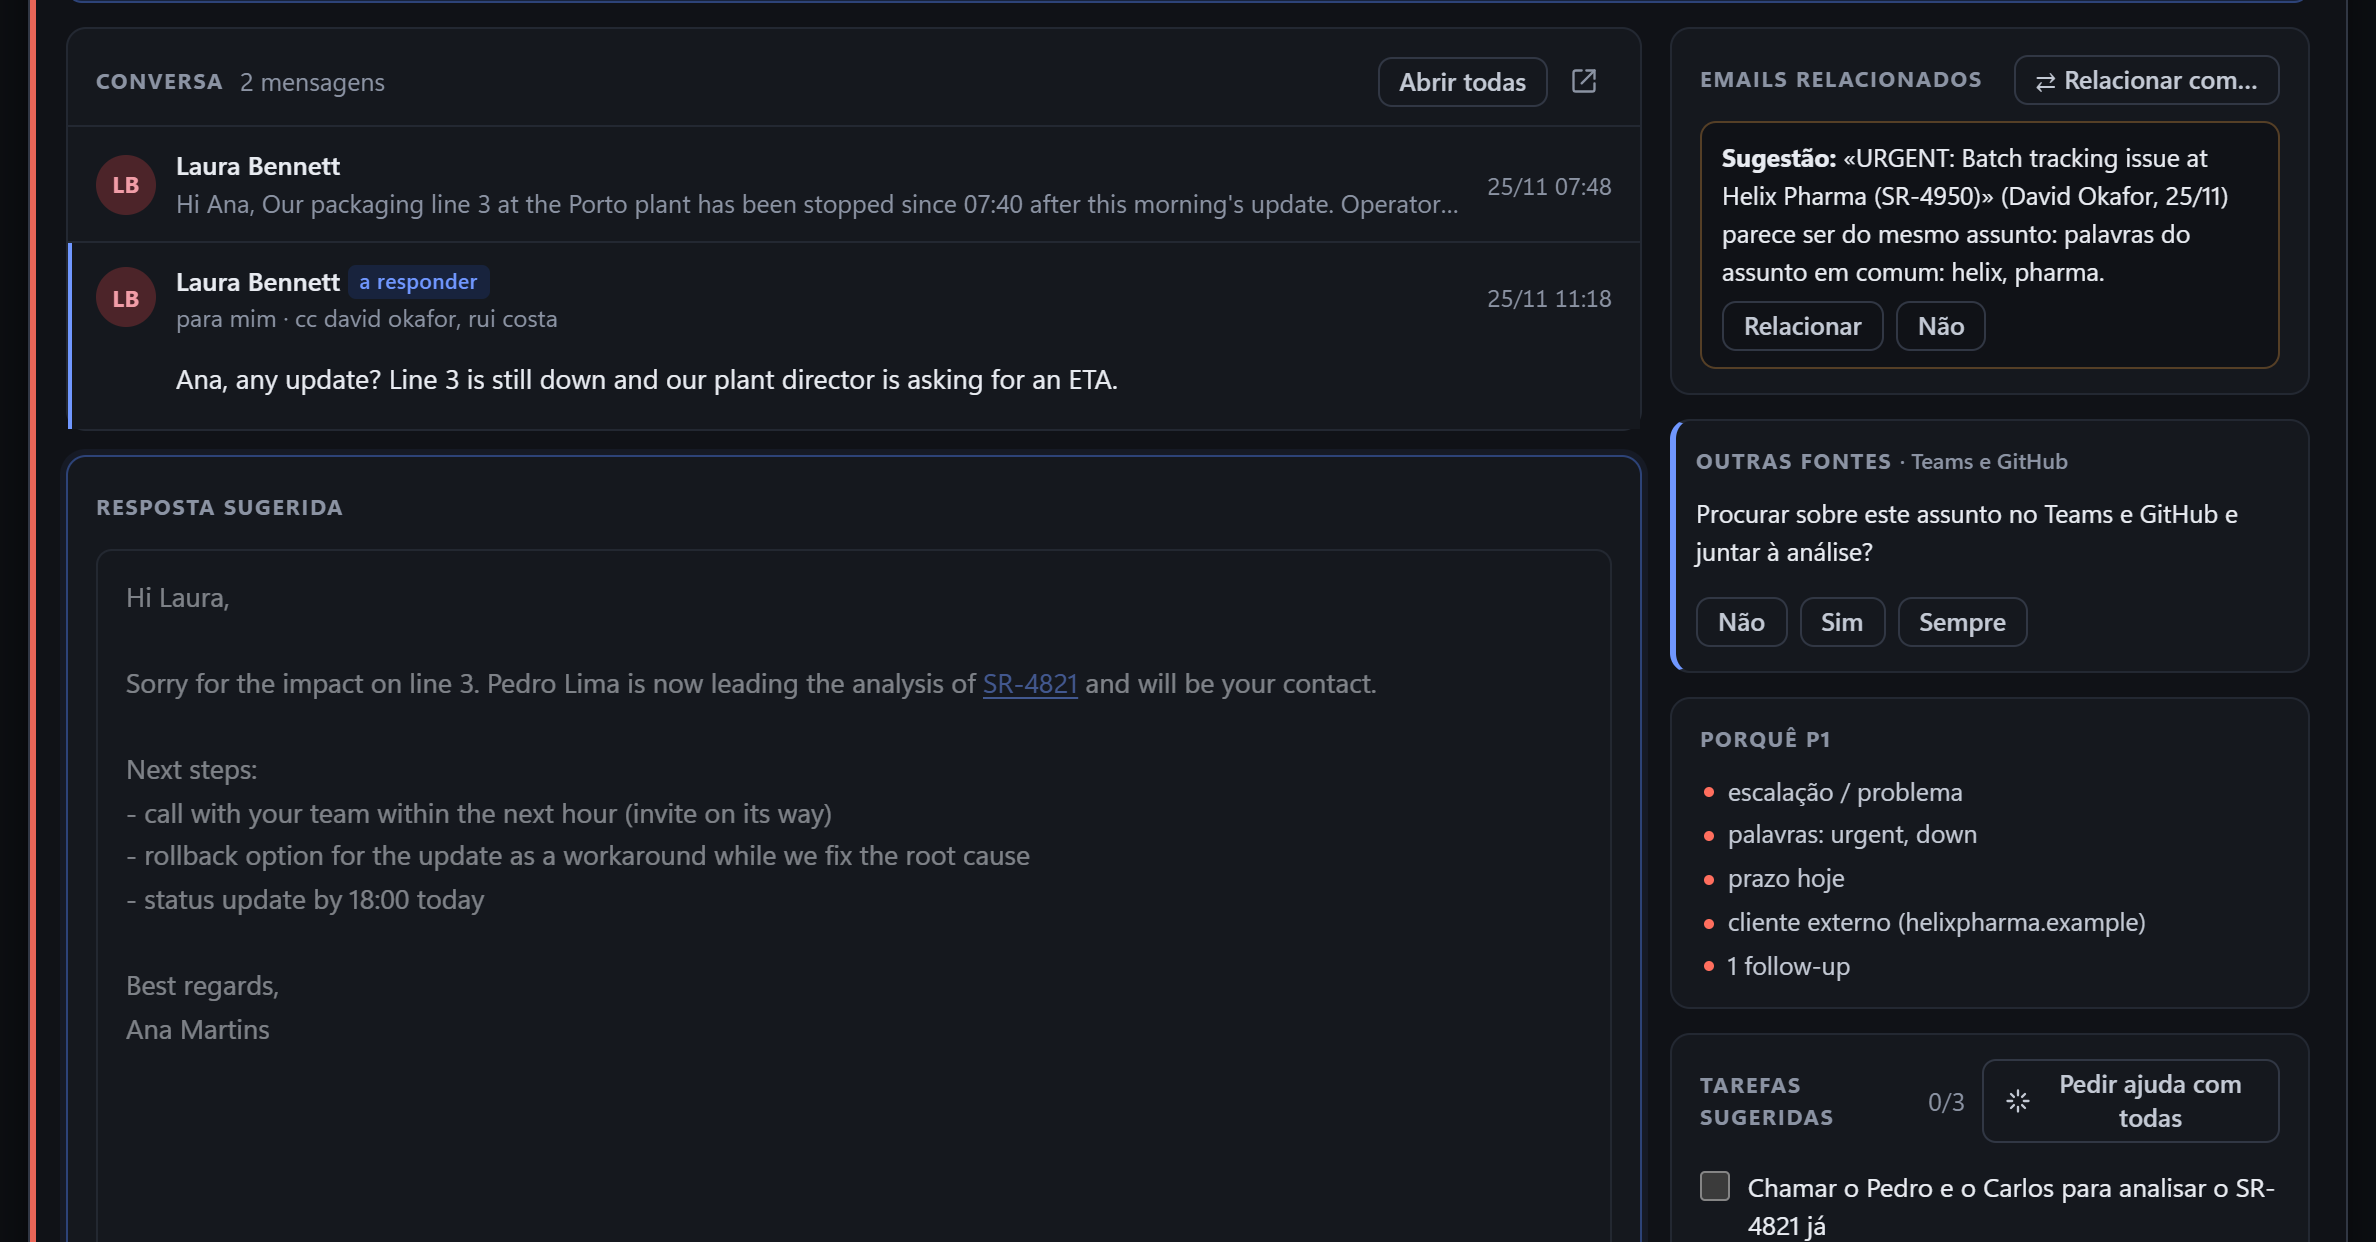 CONVERSA 2 mensagens
Abrir todas
LB
Laura Bennett
Hi Ana, Our packaging line 3 at the Porto plant has been stopped since 07:40 after this morning's update. Operator...
25/11 07:48
LB
Laura Bennett a responder
para mim · cc david okafor, rui costa
25/11 11:18
Ana, any update? Line 3 is still down and our plant director is asking for an ETA.
RESPOSTA SUGERIDA
Hi Laura,
Sorry for the impact on line 3. Pedro Lima is now leading the analysis of SR-4821 and will be your contact.
Next steps:
- call with your team within the next hour (invite on its way)
- rollback option for the update as a workaround while we fix the root cause
- status update by 18:00 today
Best regards,
Ana Martins
EMAILS RELACIONADOS
⇄ Relacionar com...
Sugestão: «URGENT: Batch tracking issue at
Helix Pharma (SR-4950)» (David Okafor, 25/11)
parece ser do mesmo assunto: palavras do
assunto em comum: helix, pharma.
Relacionar
Não
OUTRAS FONTES · Teams e GitHub
Procurar sobre este assunto no Teams e GitHub e
juntar à análise?
Não
Sim
Sempre
PORQUÊ P1
• escalação / problema
• palavras: urgent, down
• prazo hoje
• cliente externo (helixpharma.example)
• 1 follow-up
TAREFAS
SUGERIDAS
0/3
Pedir ajuda com
todas
Chamar o Pedro e o Carlos para analisar o SR-
4821 já